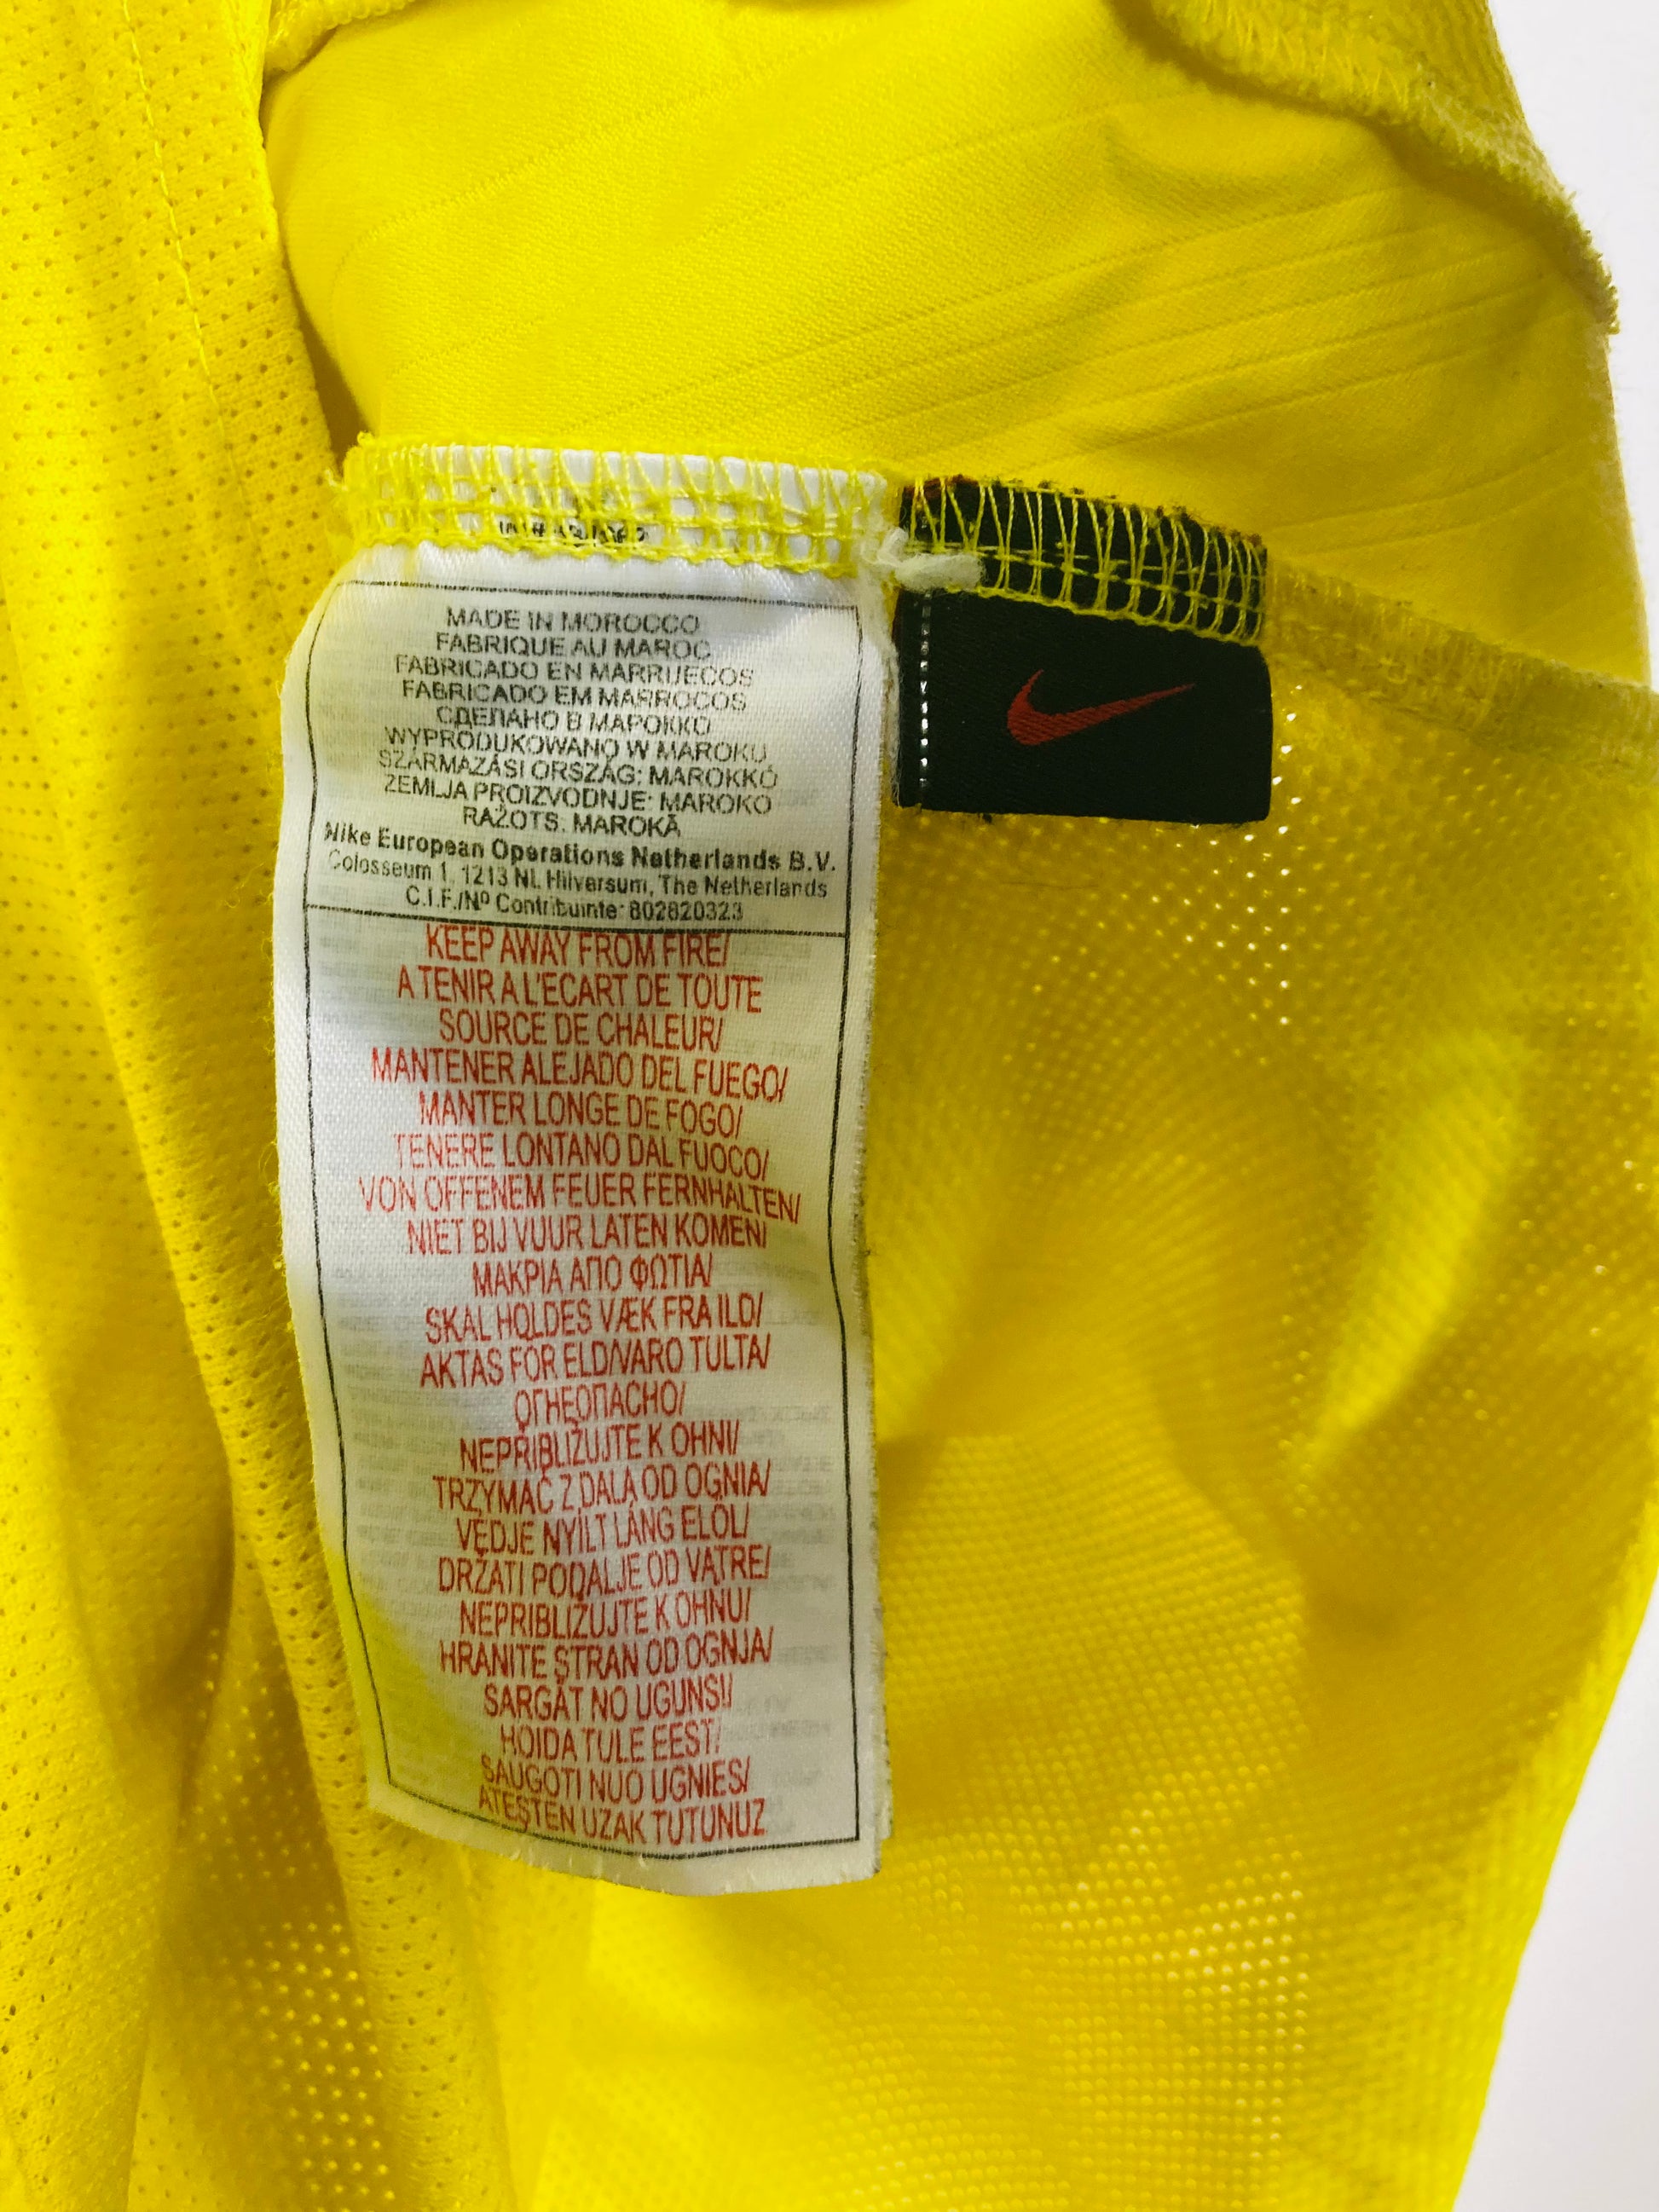 MADE IN MOROCCO
FABRIQUE AU MAROC
FABRICADO EN MARRUECOS
FABRICADO EM MARROCOS
СДЕЛАНО В МАРОККО
WYPRODUKOWANO W MAROKU
SZÁRMAZÁSI ORSZÁG: MAROKKÓ
ZEMLJA PROIZVODNJE: MAROKO
RAŽOTS. MAROKĀ
Nike European Operations Netherlands B.V.
Colosseum 1, 1213 NL Hilversum, The Netherlands
C.I.F./Nº Contribuinte: 802820323
KEEP AWAY FROM FIRE/
A TENIR A L'ECART DE TOUTE
SOURCE DE CHALEUR/
MANTENER ALEJADO DEL FUEGO/
MANTER LONGE DE FOGO/
TENERE LONTANO DAL FUOCO/
VON OFFENEM FEUER FERNHALTEN/
NIET BIJ VUUR LATEN KOMEN/
ΜΑΚΡΙΑ ΑΠΟ ΦΩΤΙΑ/
SKAL HOLDES VÆK FRA ILD/
AKTAS FÖR ELD/VARO TULTA/
ОГНЕОПАСНО/
NEPŘIBLIŽUJTE K OHNI/
TRZYMAĆ Z DALA OD OGNIA/
VÉDJE NYÍLT LÁNG ELŐL/
DRŽATI PODALJE OD VATRE/
NEPRIBLIŽUJTE K OHNU/
HRANITE STRAN OD OGNJA/
SARGĀT NO UGUNS!/
HOIDA TULE EEST/
SAUGOTI NUO UGNIES/
ATEŞTEN UZAK TUTUNUZ